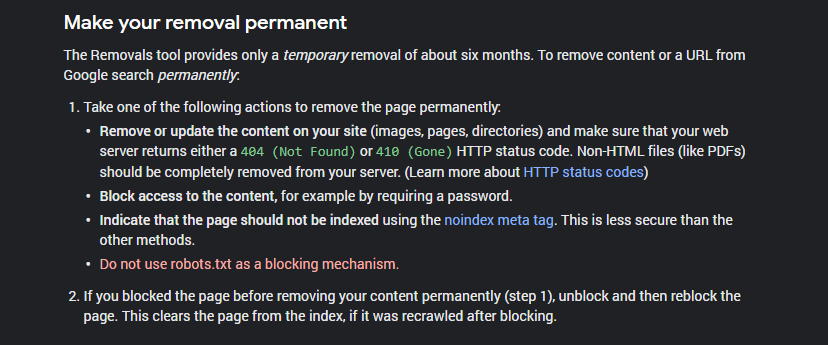 Make your removal permanent
The Removals tool provides only a temporary removal of about six months. To remove content or a URL from
Google search permanently:
1. Take one of the following actions to remove the page permanently:
• Remove or update the content on your site (images, pages, directories) and make sure that your web
server returns either a 404 (Not Found) or 410 (Gone) HTTP status code. Non-HTML files (like PDFs)
should be completely removed from your server. (Learn more about HTTP status codes)
• Block access to the content, for example by requiring a password.
• Indicate that the page should not be indexed using the noindex meta tag. This is less secure than the
other methods.
• Do not use robots.txt as a blocking mechanism.
2. If you blocked the page before removing your content permanently (step 1), unblock and then reblock the
page. This clears the page from the index, if it was recrawled after blocking.